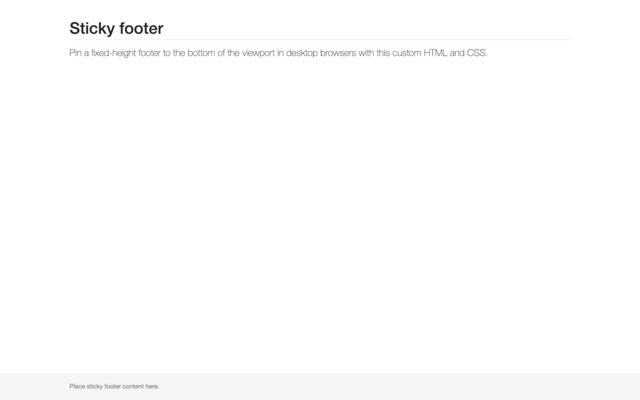 Sticky footer
Pin a fixed-height footer to the bottom of the viewport in desktop browsers with this custom HTML and CSS.
Place sticky footer content here.